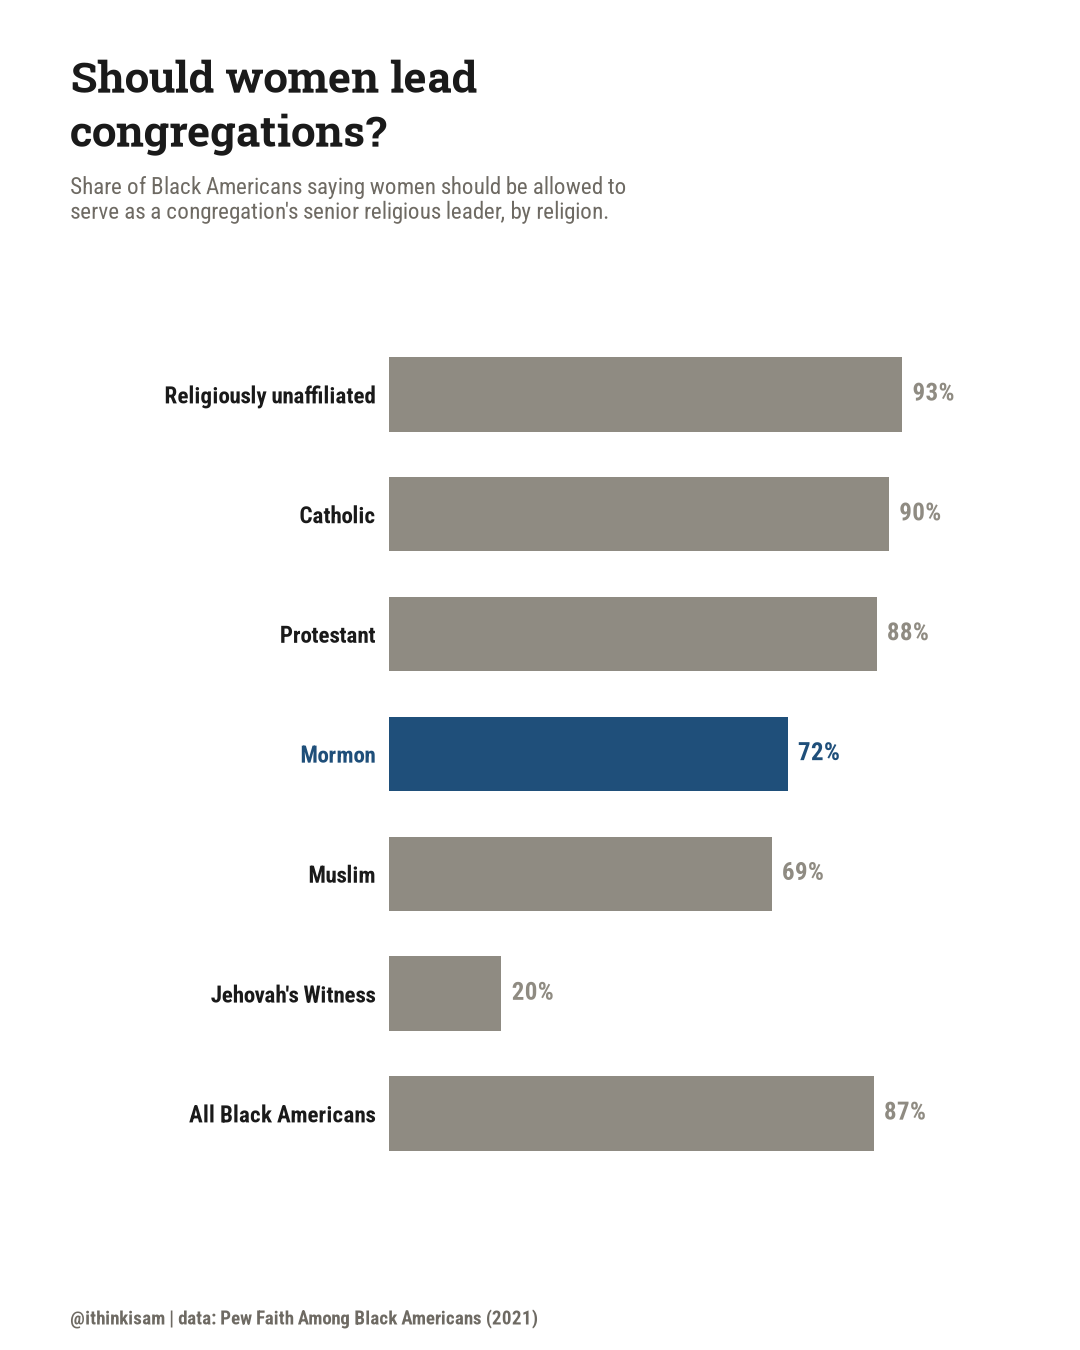 Should women lead
congregations?
Share of Black Americans saying women should be allowed to
serve as a congregation's senior religious leader, by religion.
Religiously unaffiliated 93%
Catholic 90%
Protestant 88%
Mormon 72%
Muslim 69%
Jehovah's Witness 20%
All Black Americans 87%
@ithinkisam | data: Pew Faith Among Black Americans (2021)